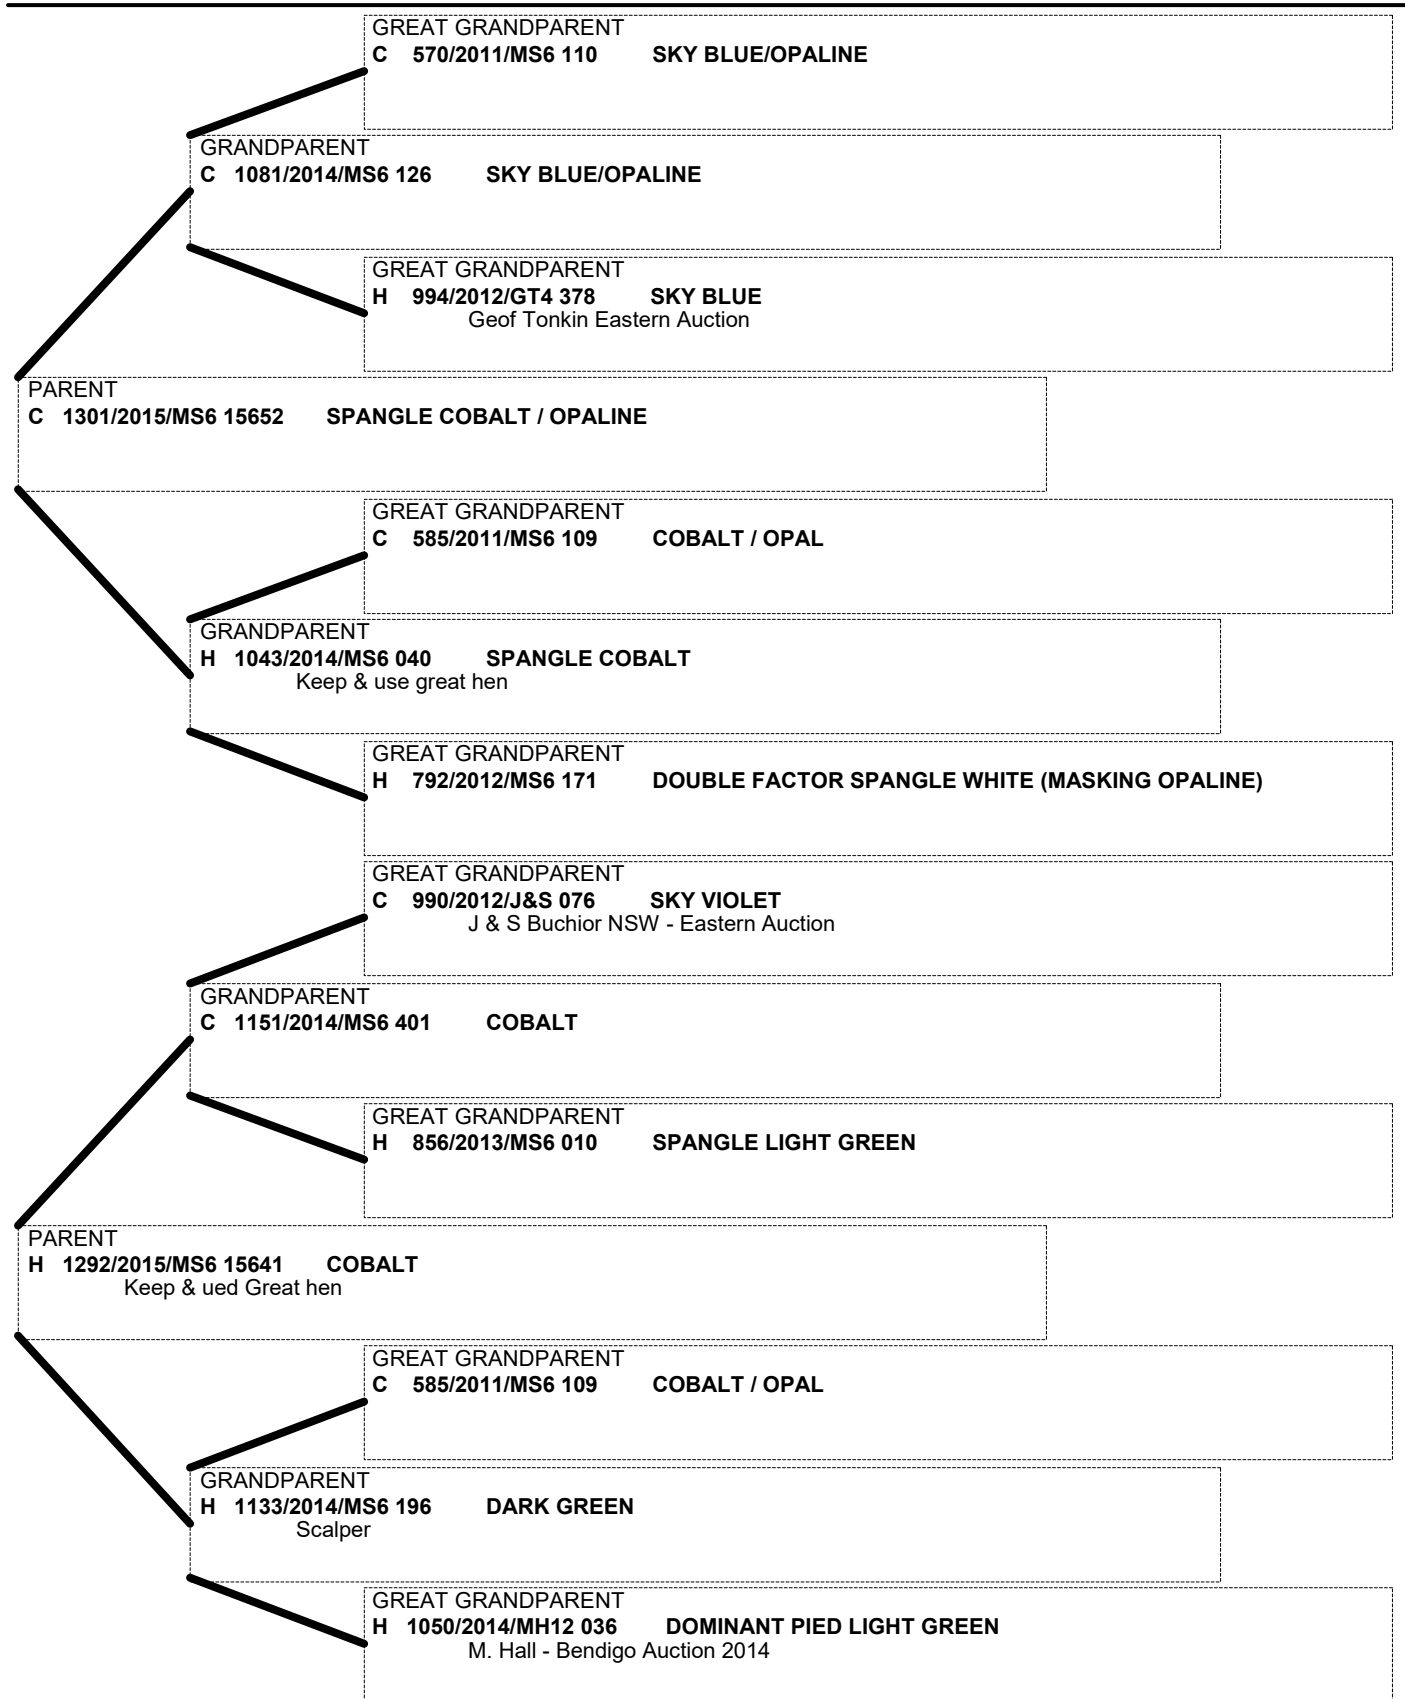 GREAT GRANDPARENT
C 570/2011/MS6 110 SKY BLUE/OPALINE
GRANDPARENT
C 1081/2014/MS6 126 SKY BLUE/OPALINE
GREAT GRANDPARENT
H 994/2012/GT4 378 SKY BLUE
Geof Tonkin Eastern Auction
PARENT
C 1301/2015/MS6 15652 SPANGLE COBALT / OPALINE
GREAT GRANDPARENT
C 585/2011/MS6 109 COBALT / OPAL
GRANDPARENT
H 1043/2014/MS6 040 SPANGLE COBALT
Keep & use great hen
GREAT GRANDPARENT
H 792/2012/MS6 171 DOUBLE FACTOR SPANGLE WHITE (MASKING OPALINE)
GREAT GRANDPARENT
C 990/2012/J&S 076 SKY VIOLET
J & S Buchior NSW - Eastern Auction
GRANDPARENT
C 1151/2014/MS6 401 COBALT
GREAT GRANDPARENT
H 856/2013/MS6 010 SPANGLE LIGHT GREEN
PARENT
H 1292/2015/MS6 15641 COBALT
Keep & ued Great hen
GREAT GRANDPARENT
C 585/2011/MS6 109 COBALT / OPAL
GRANDPARENT
H 1133/2014/MS6 196 DARK GREEN
Scalper
GREAT GRANDPARENT
H 1050/2014/MH12 036 DOMINANT PIED LIGHT GREEN
M. Hall - Bendigo Auction 2014